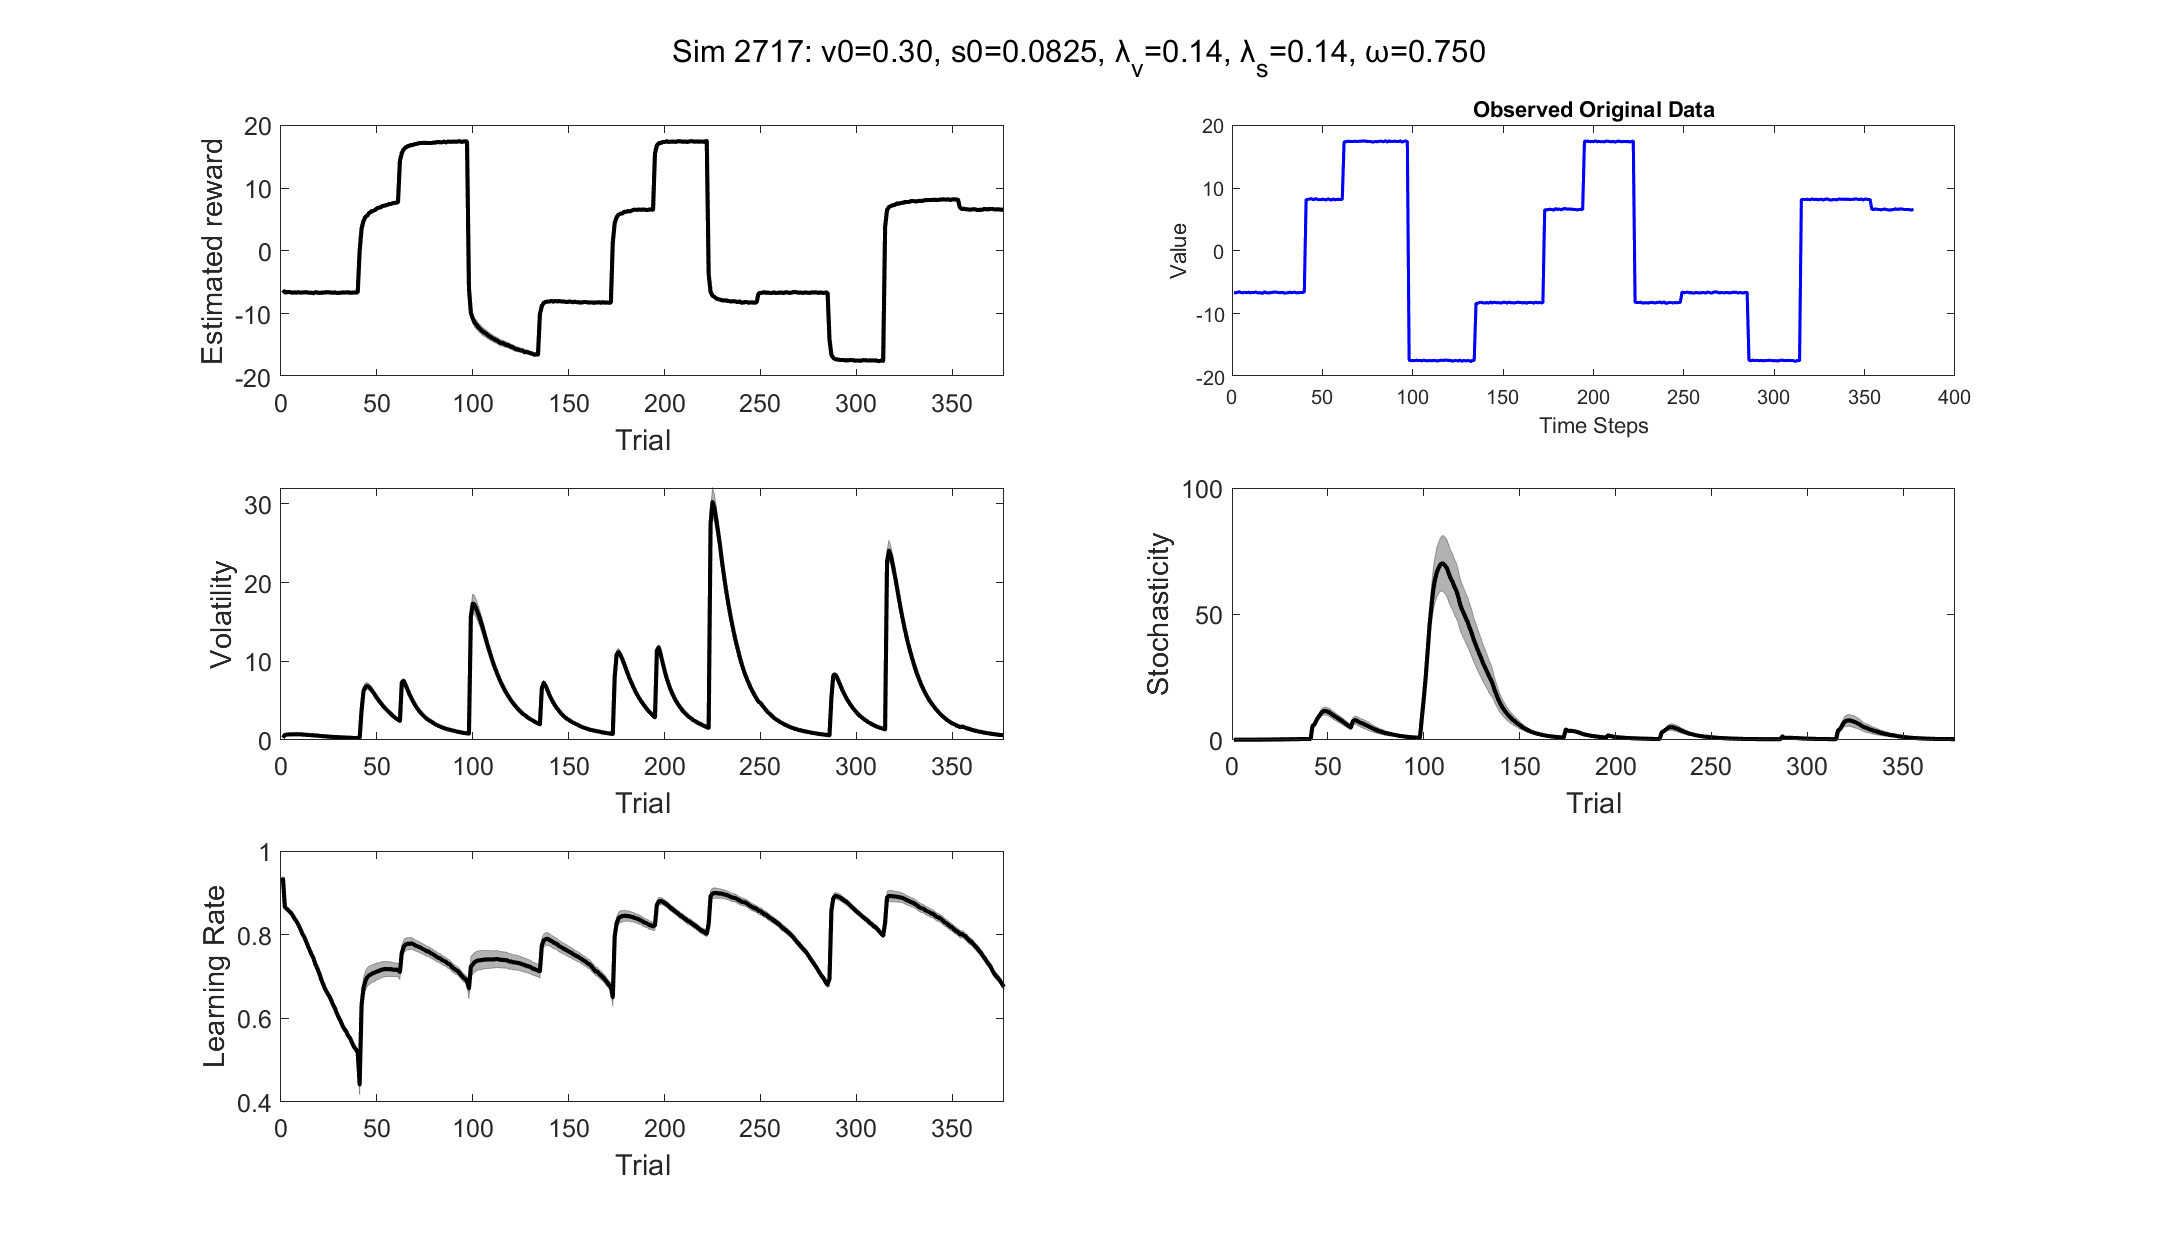 Sim 2717: v0=0.30, s0=0.0825, λ_v=0.14, λ_s=0.14, ω=0.750
20
10
0
-10
-20
Estimated reward
0 50 100 150 200 250 300 350
Trial
Observed Original Data
20
10
0
-10
-20
Value
0 50 100 150 200 250 300 350 400
Time Steps
30
20
10
0
Volatility
0 50 100 150 200 250 300 350
Trial
100
50
0
Stochasticity
0 50 100 150 200 250 300 350
Trial
1
0.8
0.6
0.4
Learning Rate
0 50 100 150 200 250 300 350
Trial